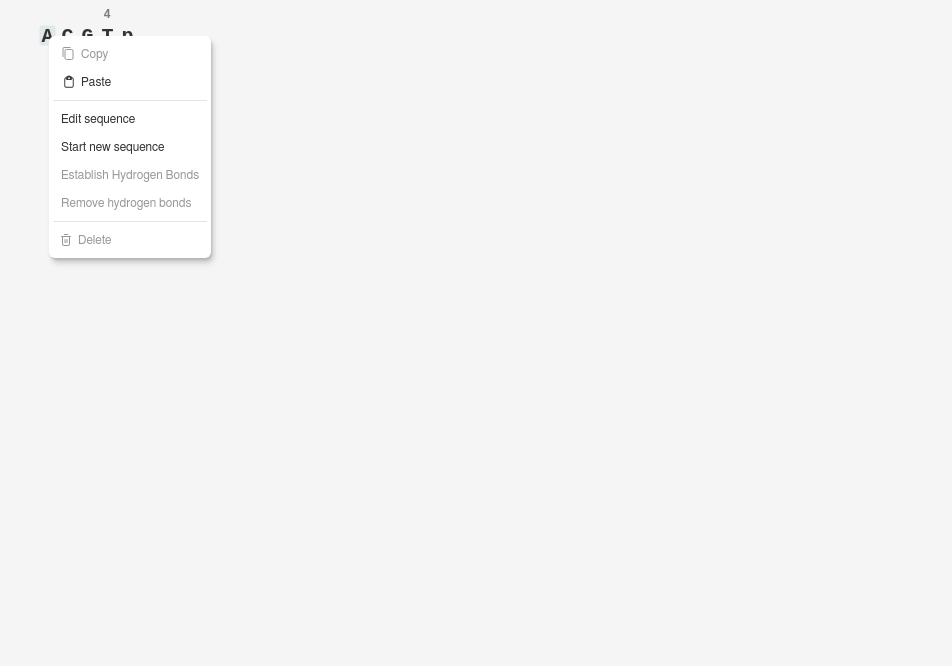 4
A C G T p
Copy
Paste
Edit sequence
Start new sequence
Establish Hydrogen Bonds
Remove hydrogen bonds
Delete